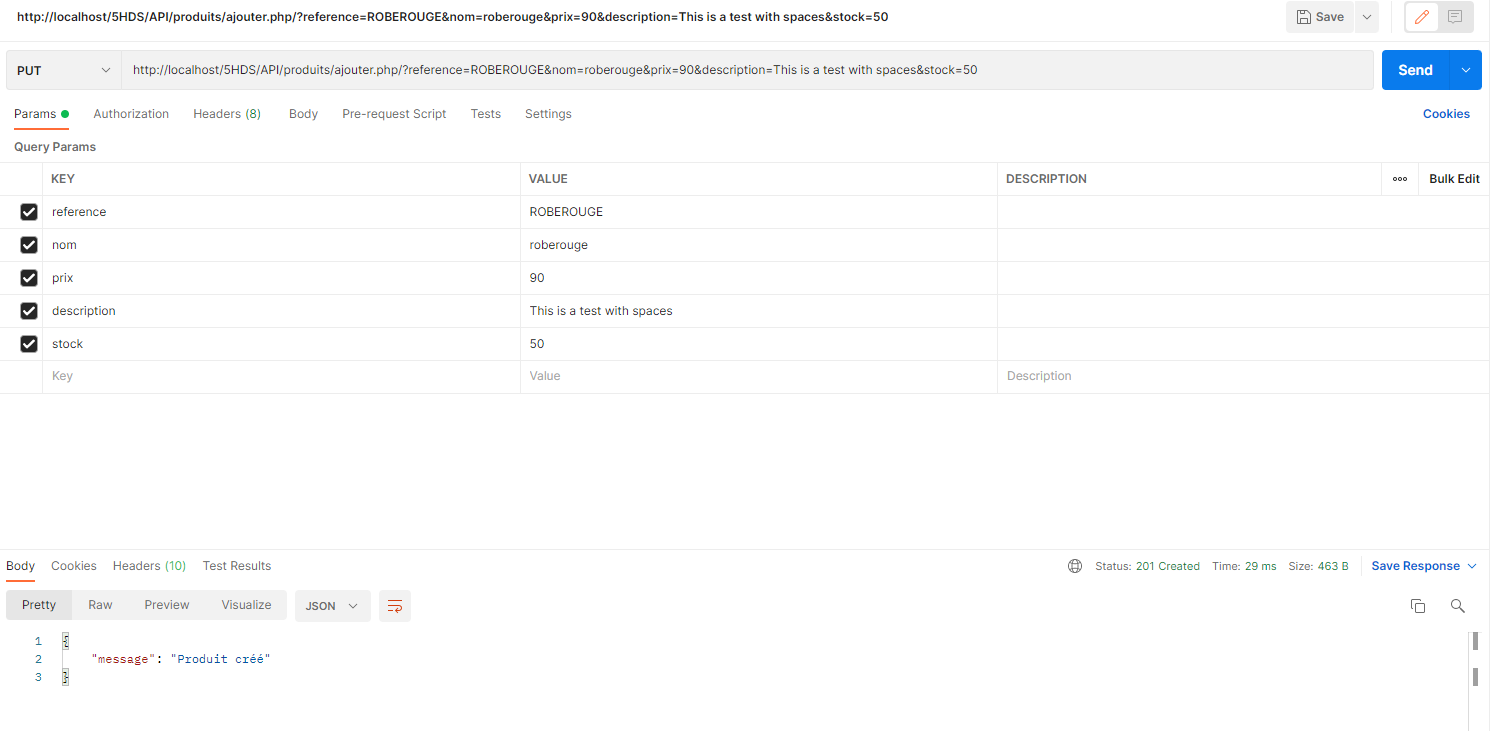 http://localhost/5HDS/API/produits/ajouter.php/?reference=ROBEROUGE&nom=roberouge&prix=90&description=This is a test with spaces&stock=50
Save
PUT
http://localhost/5HDS/API/produits/ajouter.php/?reference=ROBEROUGE&nom=roberouge&prix=90&description=This is a test with spaces&stock=50
Send
Params Authorization Headers (8) Body Pre-request Script Tests Settings Cookies
Query Params
KEY VALUE DESCRIPTION ooo Bulk Edit
reference ROBEROUGE
nom roberouge
prix 90
description This is a test with spaces
stock 50
Key Value Description
Body Cookies Headers (10) Test Results Status: 201 Created Time: 29 ms Size: 463 B Save Response
Pretty Raw Preview Visualize JSON
1 {
2 "message": "Produit créé"
3 }